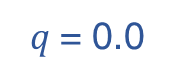 q = 0.0